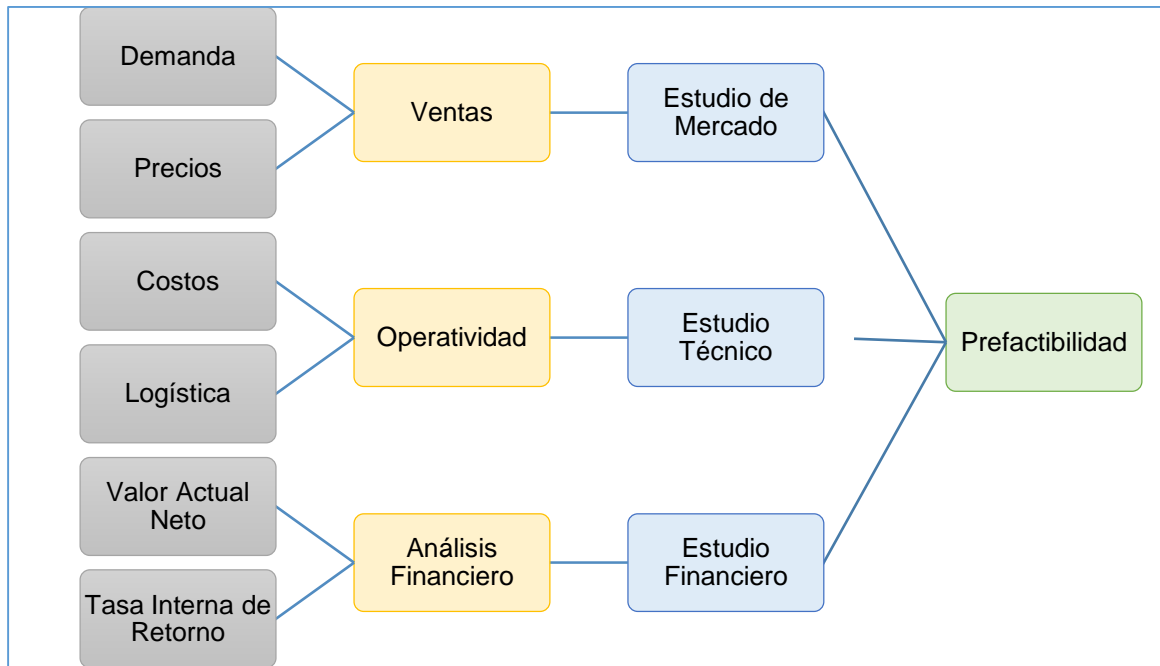 Demanda
Precios
Costos
Logística
Valor Actual
Neto
Tasa Interna de
Retorno
Ventas
Operatividad
Análisis
Financiero
Estudio de
Mercado
Estudio
Técnico
Estudio
Financiero
Prefactibilidad